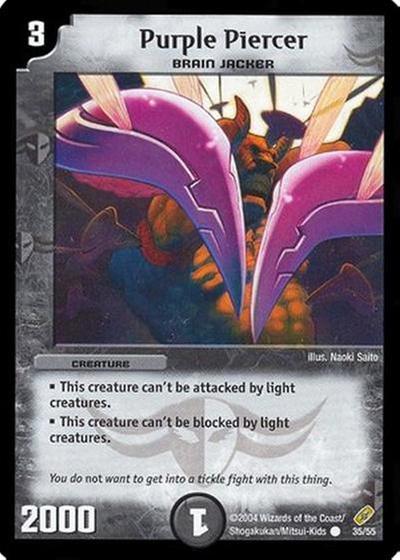 3
Purple Piercer
BRAIN JACKER
illus. Naoki Saito
CREATURE
▪ This creature can't be attacked by light
creatures.
▪ This creature can't be blocked by light
creatures.
You do not want to get into a tickle fight with this thing.
2000
1
©2004 Wizards of the Coast/
Shogakukan/Mitsui-Kids
35/55